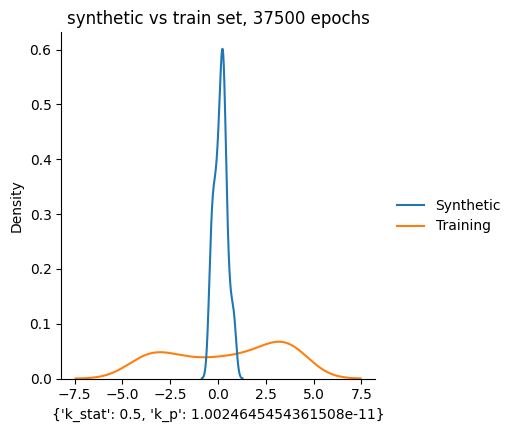 synthetic vs train set, 37500 epochs
0.6
0.5
0.4
0.3
0.2
0.1
0.0
Density
−7.5 −5.0 −2.5 0.0 2.5 5.0 7.5
{'k_stat': 0.5, 'k_p': 1.0024645454361508e-11}
Synthetic
Training